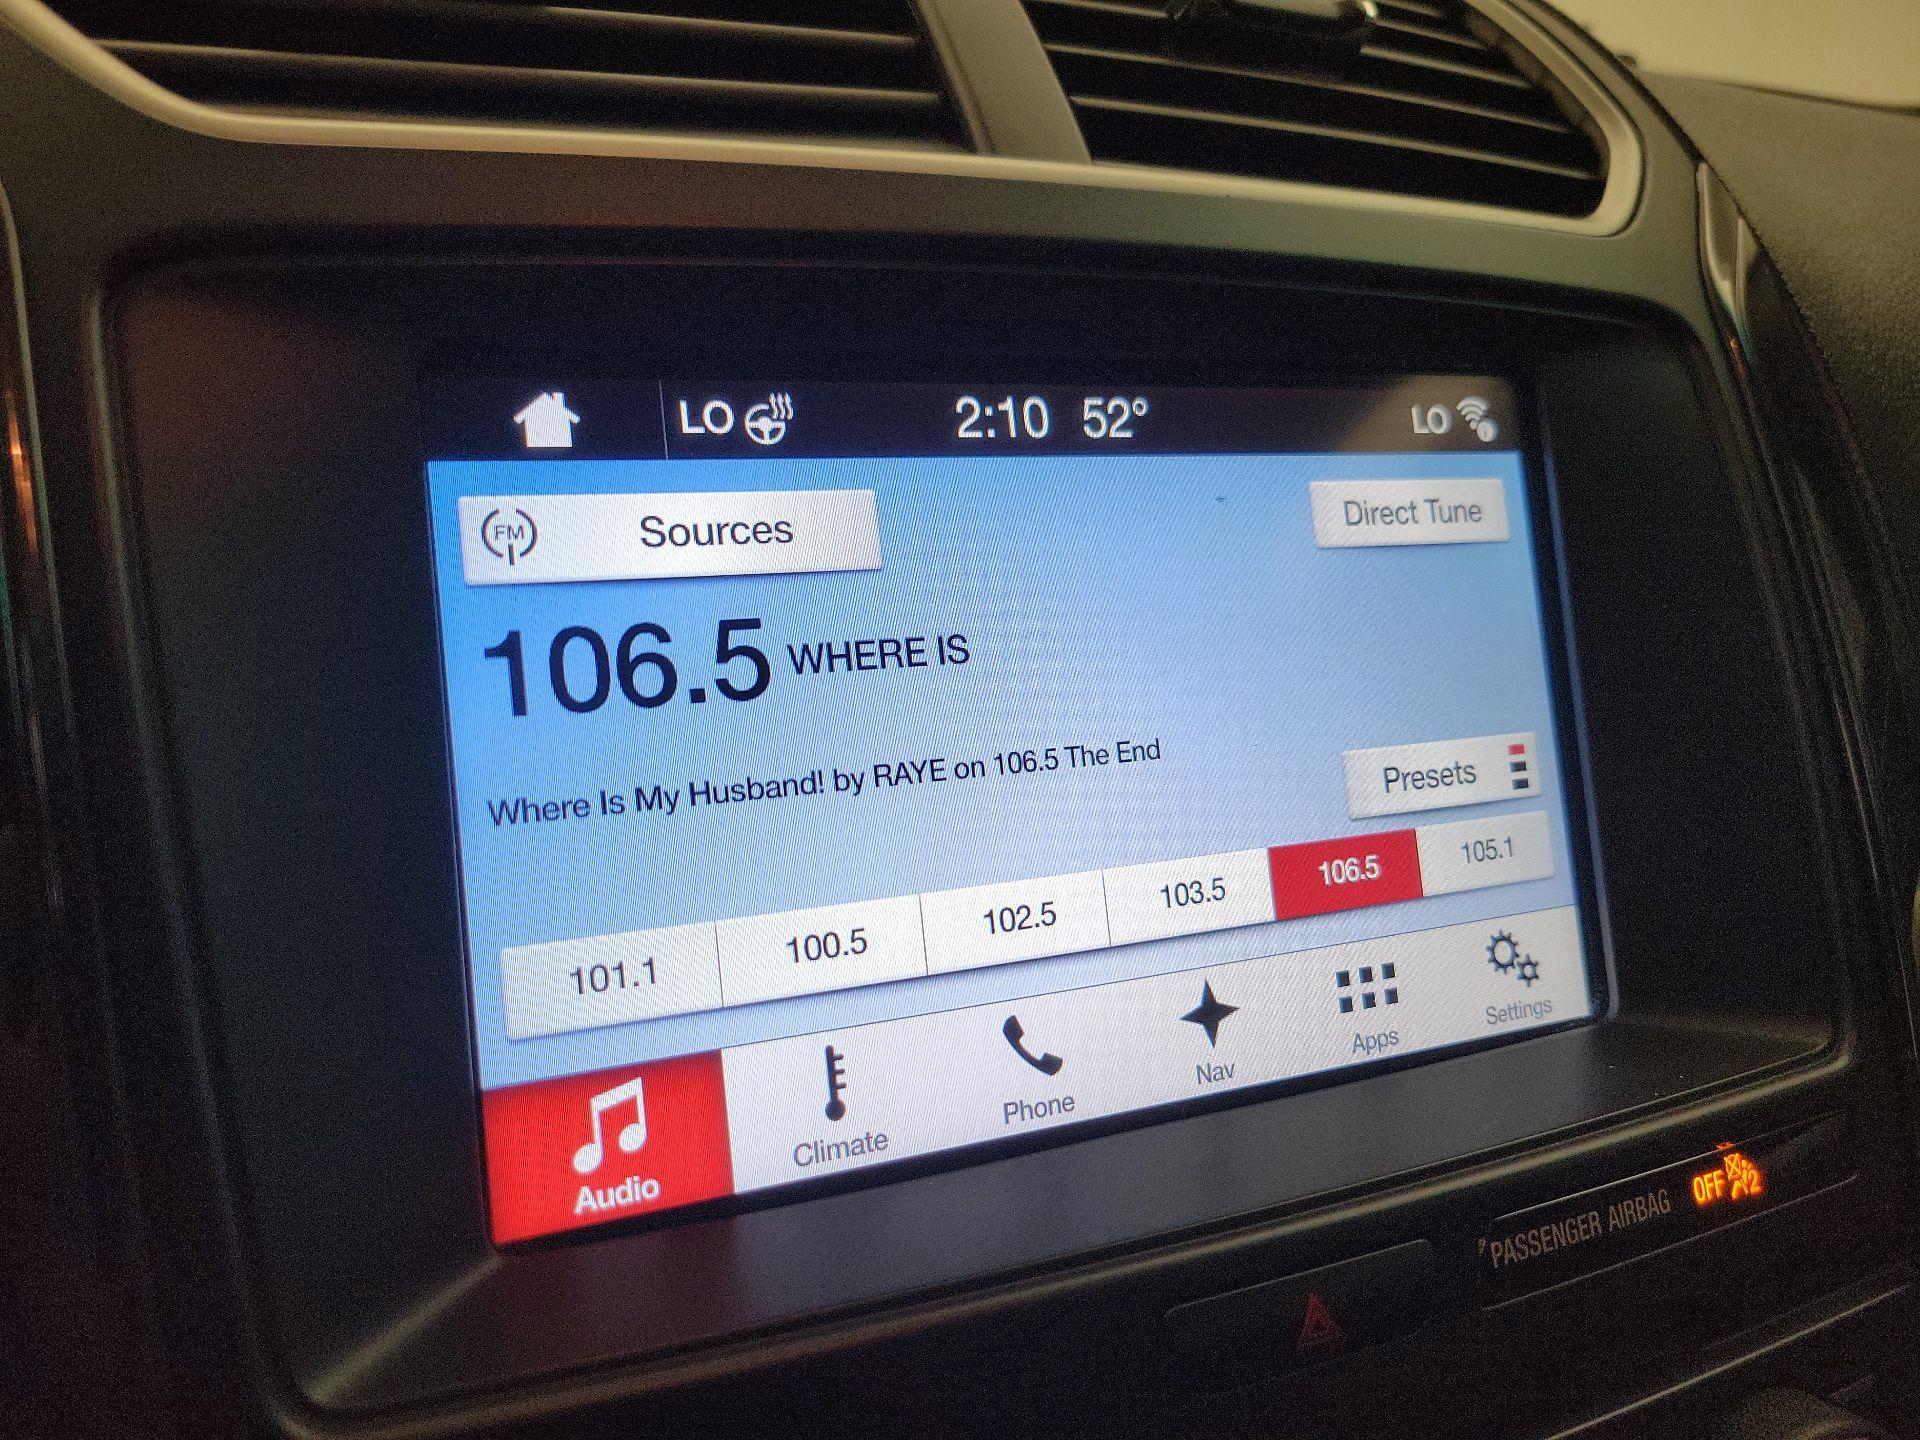 LO 2:10 52° LO
FM Sources Direct Tune
106.5 WHERE IS
Where Is My Husband! by RAYE on 106.5 The End
Presets
101.1 100.5 102.5 103.5 106.5 105.1
Audio Climate Phone Nav Apps Settings
PASSENGER AIRBAG OFF 2